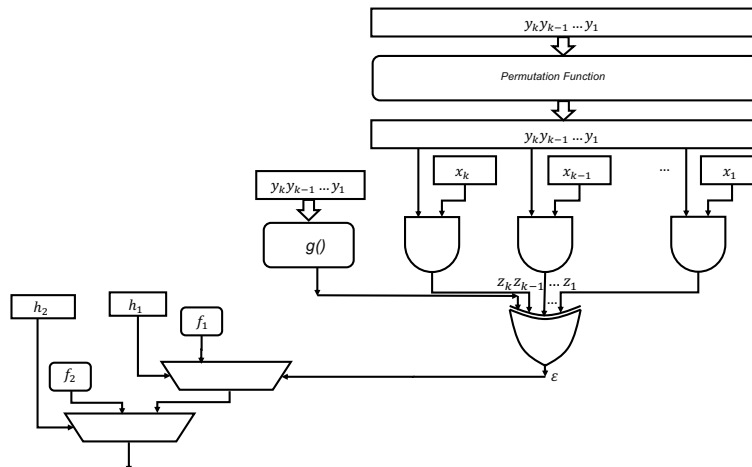 y_k y_{k-1} ... y_1
Permutation Function
y_k y_{k-1} ... y_1
x_k
x_{k-1}
...
x_1
y_k y_{k-1} ... y_1
g()
z_k z_{k-1} ... z_1
...
h_2
h_1
f_1
f_2
ε